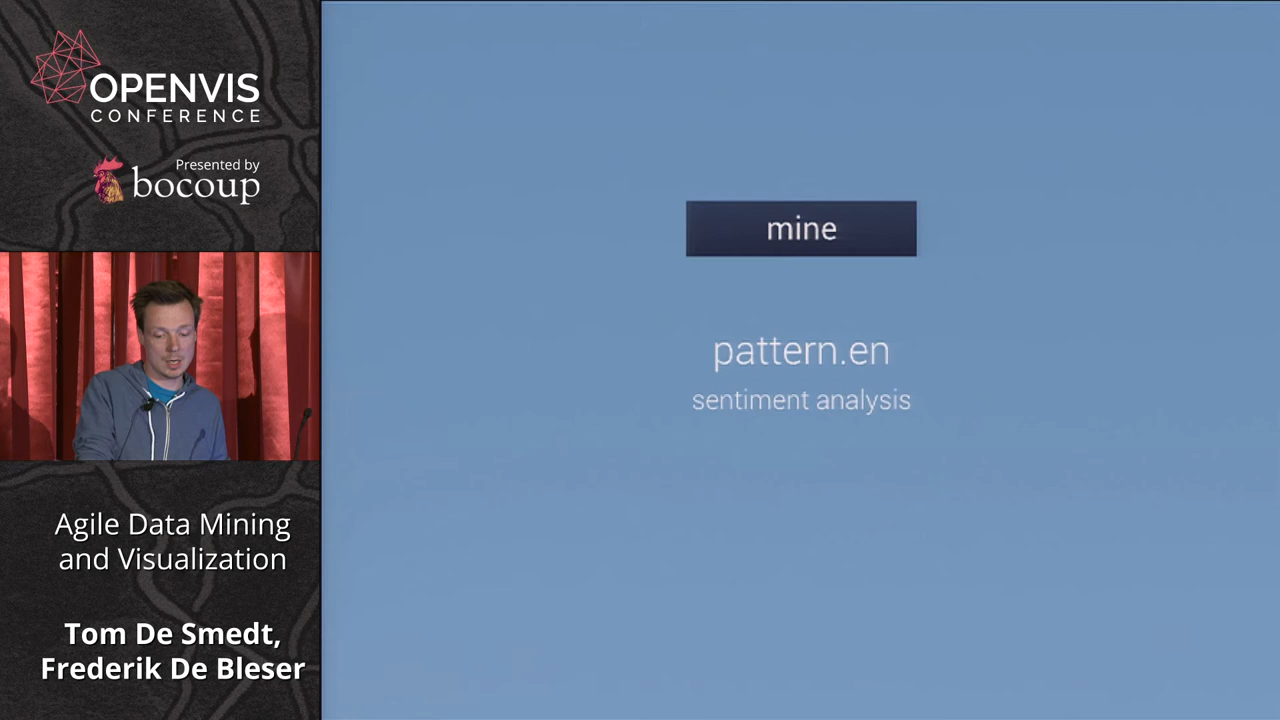 OPENVIS
CONFERENCE
Presented by
bocoup
Agile Data Mining
and Visualization
Tom De Smedt,
Frederik De Bleser
mine
pattern.en
sentiment analysis